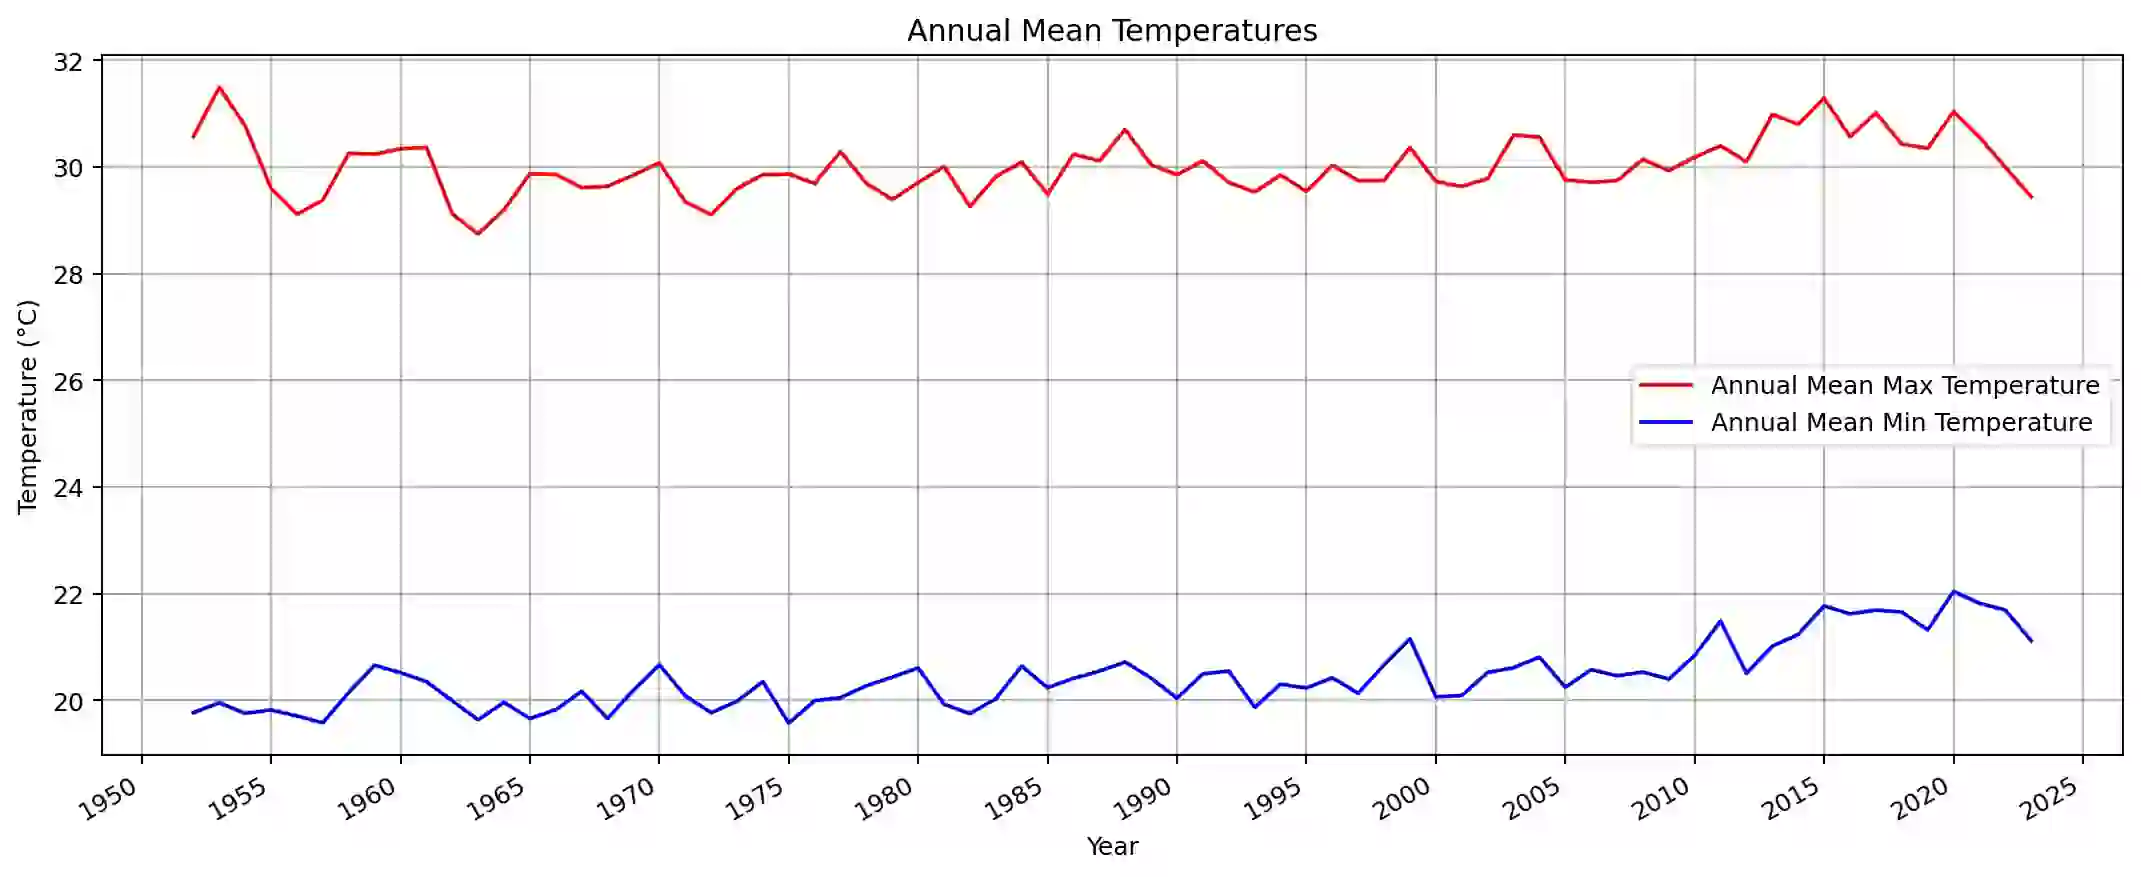 Annual Mean Temperatures
32
30
28
26
24
22
20
Temperature (°C)
Annual Mean Max Temperature
Annual Mean Min Temperature
1950 1955 1960 1965 1970 1975 1980 1985 1990 1995 2000 2005 2010 2015 2020 2025
Year